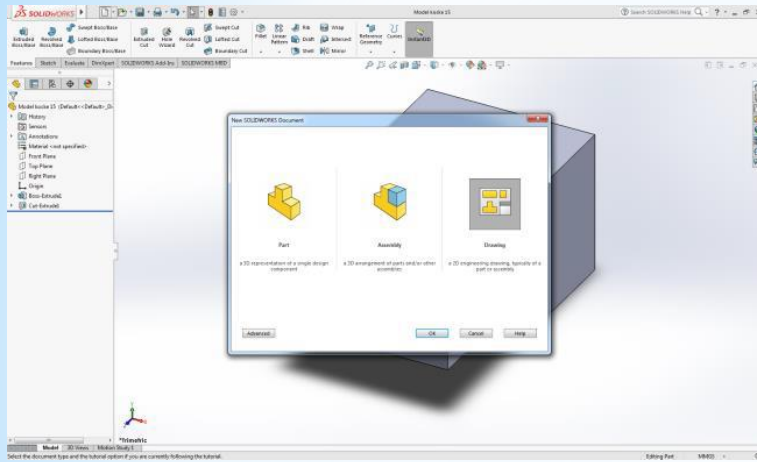 SOLIDWORKS
Model kocke 15
Search SOLIDWORKS Help
Extruded Boss/Base
Revolved Boss/Base
Swept Boss/Base
Lofted Boss/Base
Boundary Boss/Base
Extruded Cut
Hole Wizard
Revolved Cut
Swept Cut
Lofted Cut
Boundary Cut
Fillet
Linear Pattern
Rib
Draft
Shell
Wrap
Intersect
Mirror
Reference Geometry
Curves
Instant3D
Features Sketch Evaluate DimXpert SOLIDWORKS Add-Ins SOLIDWORKS MBD
Model kocke 15 (Default<<Default>_Di
History
Sensors
Annotations
Material <not specified>
Front Plane
Top Plane
Right Plane
Origin
Boss-Extrude1
Cut-Extrude1
New SOLIDWORKS Document
Part
a 3D representation of a single design component
Assembly
a 3D arrangement of parts and/or other assemblies
Drawing
a 2D engineering drawing, typically of a part or assembly
Advanced
OK Cancel Help
*Trimetric
Model 3D Views Motion Study 1
Select the document type and the tutorial option if you are currently following the tutorial.
Editing Part MMGS